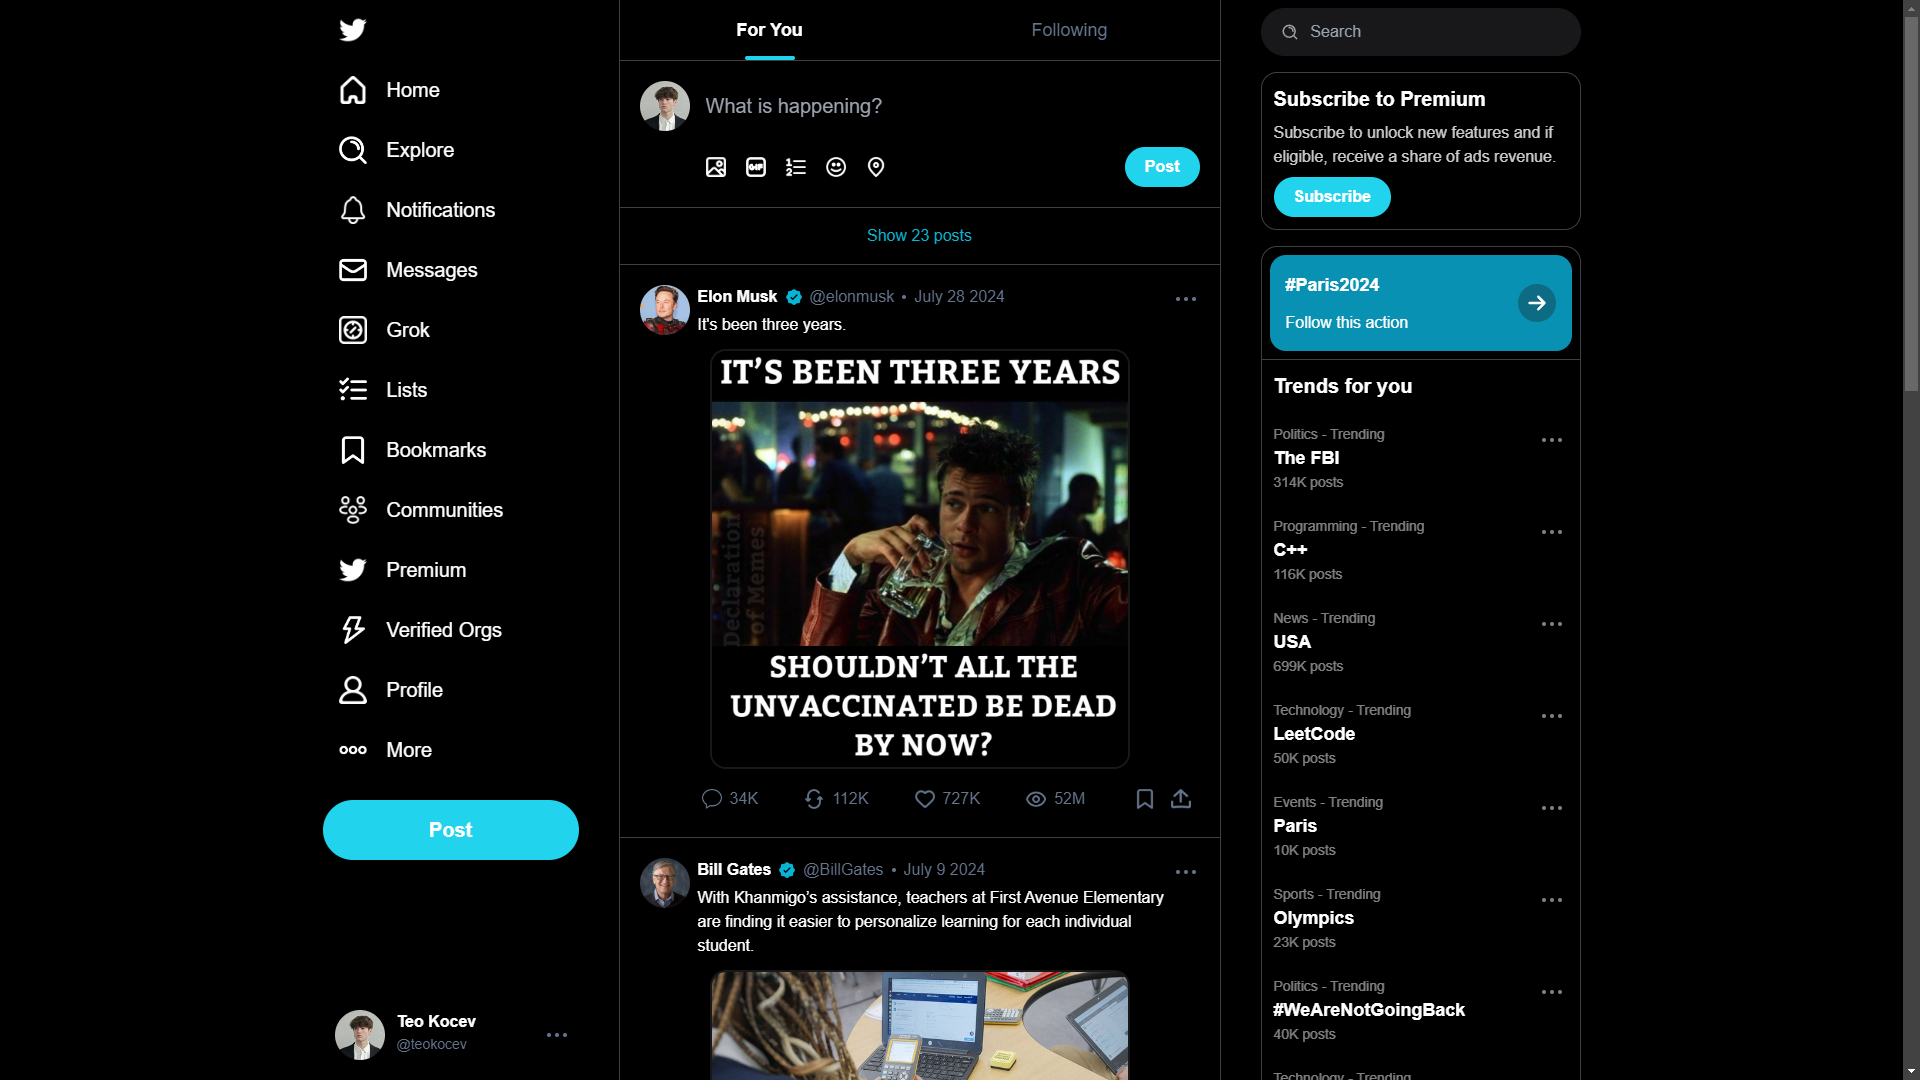 Home
Explore
Notifications
Messages
Grok
Lists
Bookmarks
Communities
Premium
Verified Orgs
Profile
More
Post
Teo Kocev
@teokocev
For You
Following
What is happening?
GIF
Post
Show 23 posts
Elon Musk @elonmusk • July 28 2024
It's been three years.
IT’S BEEN THREE YEARS
Declaration
of Memes
SHOULDN’T ALL THE
UNVACCINATED BE DEAD
BY NOW?
34K 112K 727K 52M
Bill Gates @BillGates • July 9 2024
With Khanmigo’s assistance, teachers at First Avenue Elementary
are finding it easier to personalize learning for each individual
student.
Search
Subscribe to Premium
Subscribe to unlock new features and if
eligible, receive a share of ads revenue.
Subscribe
#Paris2024
Follow this action
Trends for you
Politics - Trending
The FBI
314K posts
Programming - Trending
C++
116K posts
News - Trending
USA
699K posts
Technology - Trending
LeetCode
50K posts
Events - Trending
Paris
10K posts
Sports - Trending
Olympics
23K posts
Politics - Trending
#WeAreNotGoingBack
40K posts
Technology - Trending